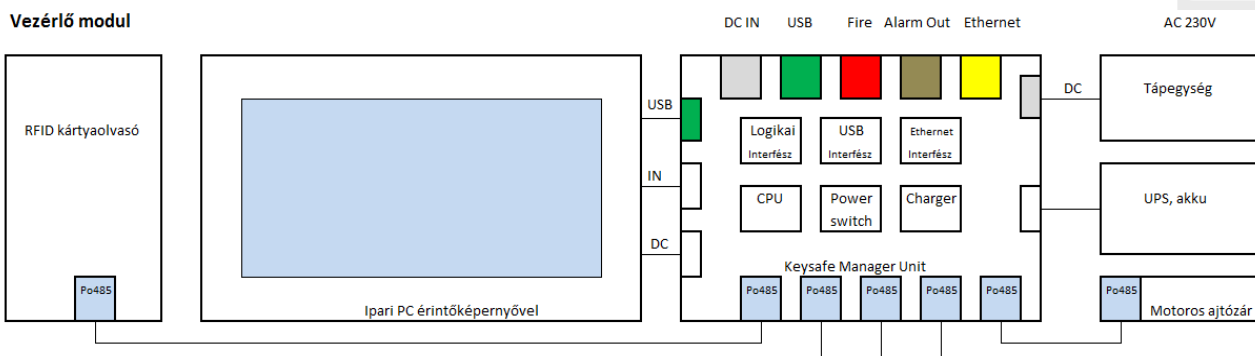 Vezérlő modul
DC IN
USB
Fire
Alarm Out
Ethernet
AC 230V
RFID kártyaolvasó
USB
IN
DC
Logikai
Interfész
USB
Interfész
Ethernet
Interfész
CPU
Power
switch
Charger
Keysafe Manager Unit
DC
Tápegység
UPS, akku
Po485
Ipari PC érintőképernyővel
Po485
Po485
Po485
Po485
Po485
Po485
Motoros ajtózár